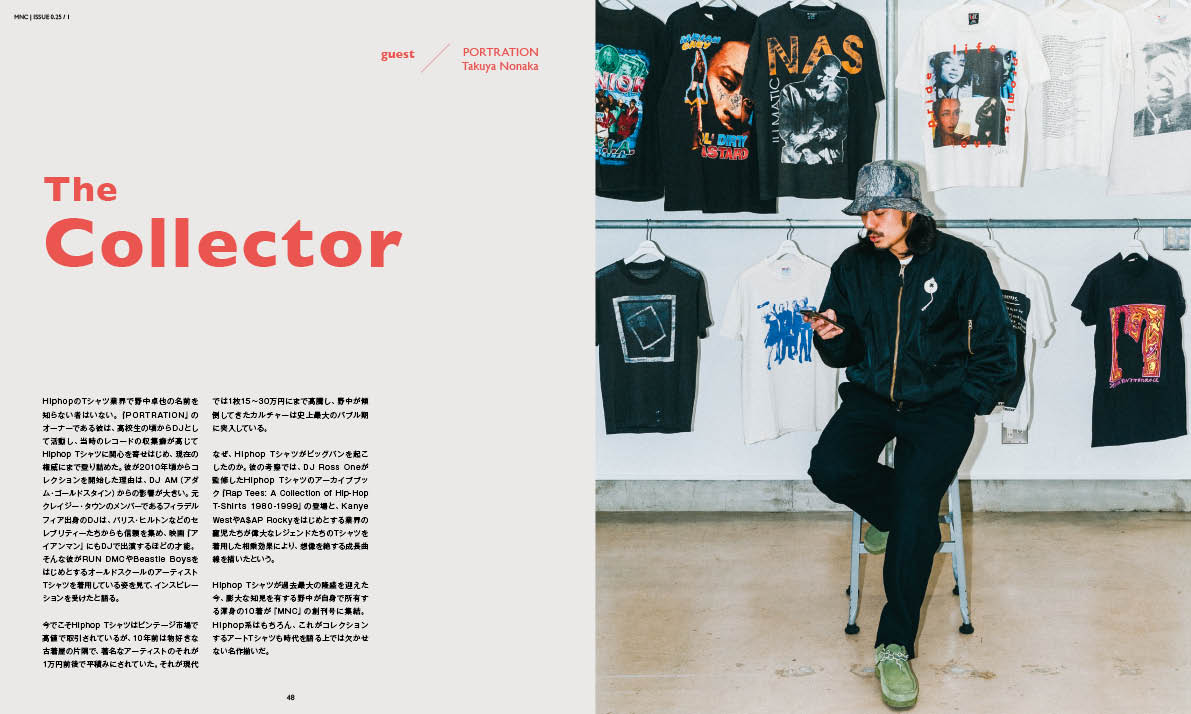 MNC | ISSUE 0.25 / 1
guest
PORTRATION
Takuya Nonaka
The
Collector
HiphopのTシャツ業界で野中卓也の名前を
知らない者はいない。『PORTRATION』の
オーナーである彼は、高校生の頃からDJとし
て活動し、当時のレコードの収集癖が高じて
Hiphop Tシャツに関心を寄せはじめ、現在の
権威にまで登り詰めた。彼が2010年頃からコ
レクションを開始した理由は、DJ AM（アダ
ム・ゴールドスタイン）からの影響が大きい。元
クレイジー・タウンのメンバーであるフィラデル
フィア出身のDJは、パリス・ヒルトンなどのセ
レブリティーたちからも信頼を集め、映画『ア
イアンマン』にもDJで出演するほどの才能。
そんな彼がRUN DMCやBeastie Boysを
はじめとするオールドスクールのアーティスト
Tシャツを着用している姿を見て、インスピレー
ションを受けたと語る。
今でこそHiphop Tシャツはビンテージ市場で
高値で取引されているが、10年前は物好きな
古着屋の片隅で、著名なアーティストのそれが
1万円前後で平積みにされていた。それが現代
では1枚15〜30万円にまで高騰し、野中が傾
倒してきたカルチャーは史上最大のバブル期
に突入している。
なぜ、Hiphop Tシャツがビッグバンを起こ
したのか。彼の考察では、DJ Ross Oneが
監修したHiphop Tシャツのアーカイブブッ
ク『Rap Tees: A Collection of Hip-Hop
T-Shirts 1980-1999』の登場と、Kanye
WestやA$AP Rockyをはじめとする業界の
寵児たちが偉大なレジェンドたちのTシャツを
着用した相乗効果により、想像を絶する成長曲
線を描いたという。
Hiphop Tシャツが過去最大の隆盛を迎えた
今、膨大な知見を有する野中が自身で所有す
る渾身の10着が『MNC』の創刊号に集結。
Hiphop系はもちろん、これがコレクション
するアートTシャツも時代を語る上では欠かせ
ない名作揃いだ。
48
NAS
ILLMATIC
OL' DIRTY
BASTARD
life
promise
pride
love